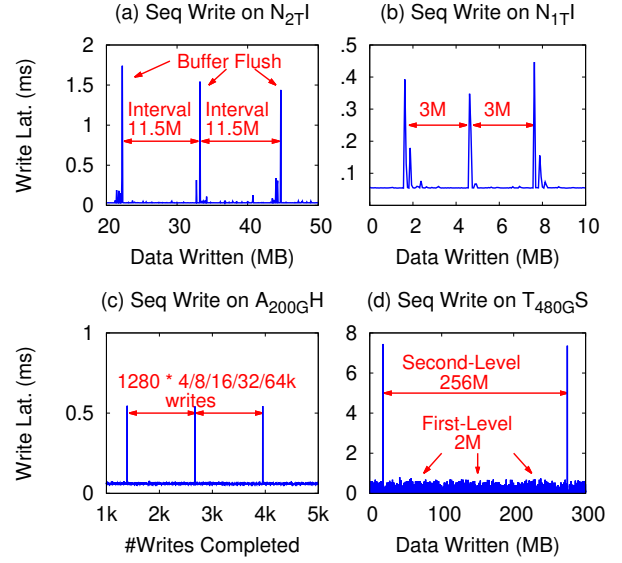 (a) Seq Write on N2TI
Write Lat. (ms)
2
1.5
1
0.5
0
Buffer Flush
Interval
11.5M
Interval
11.5M
20 30 40 50
Data Written (MB)
(b) Seq Write on N1TI
.5
.4
.3
.2
.1
3M 3M
0 2 4 6 8 10
Data Written (MB)
(c) Seq Write on A200GH
Write Lat. (ms)
1
0.5
0
1280 * 4/8/16/32/64k
writes
1k 2k 3k 4k 5k
#Writes Completed
(d) Seq Write on T480GS
8
6
4
2
0
Second-Level
256M
First-Level
2M
0 100 200 300
Data Written (MB)